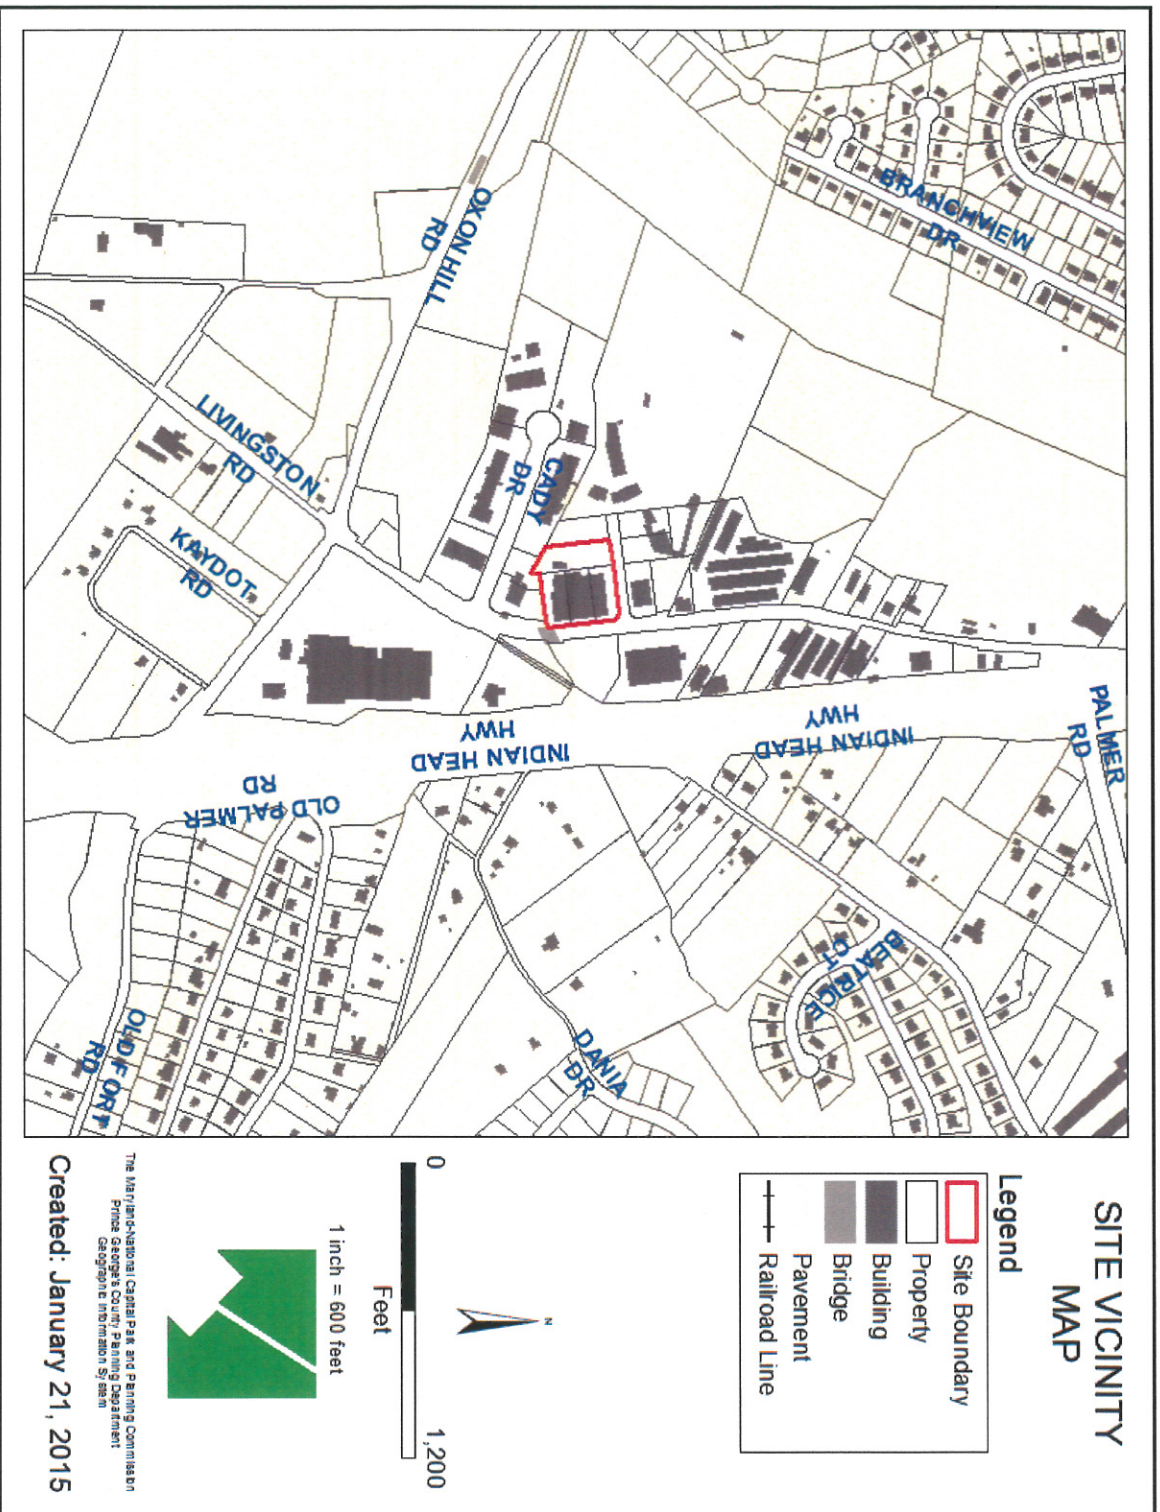 SITE VICINITY
MAP
Legend
Site Boundary
Property
Building
Bridge
Pavement
Railroad Line
N
0
1,200
Feet
1 inch = 600 feet
The Maryland-National Capital Park and Planning Commission
Prince George's County Planning Department
Geographic Information System
Created: January 21, 2015
BRANCHVIEW
DR
OXON HILL
RD
LIVINGSTON
RD
KAYDOT
RD
CADY
DR
INDIAN HEAD
HWY
INDIAN HEAD
HWY
PALMER
RD
OLD PALMER
RD
BEATRICE
CT
DANIA
DR
OLD FORT
RD